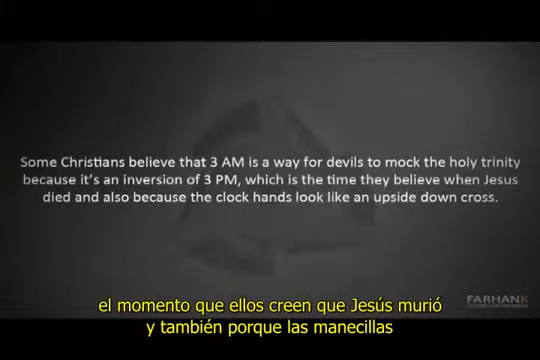 Some Christians believe that 3 AM is a way for devils to mock the holy trinity
because it's an inversion of 3 PM, which is the time they believe when Jesus
died and also because the clock hands look like an upside down cross.
FARHANK
el momento que ellos creen que Jesús murió
y también porque las manecillas